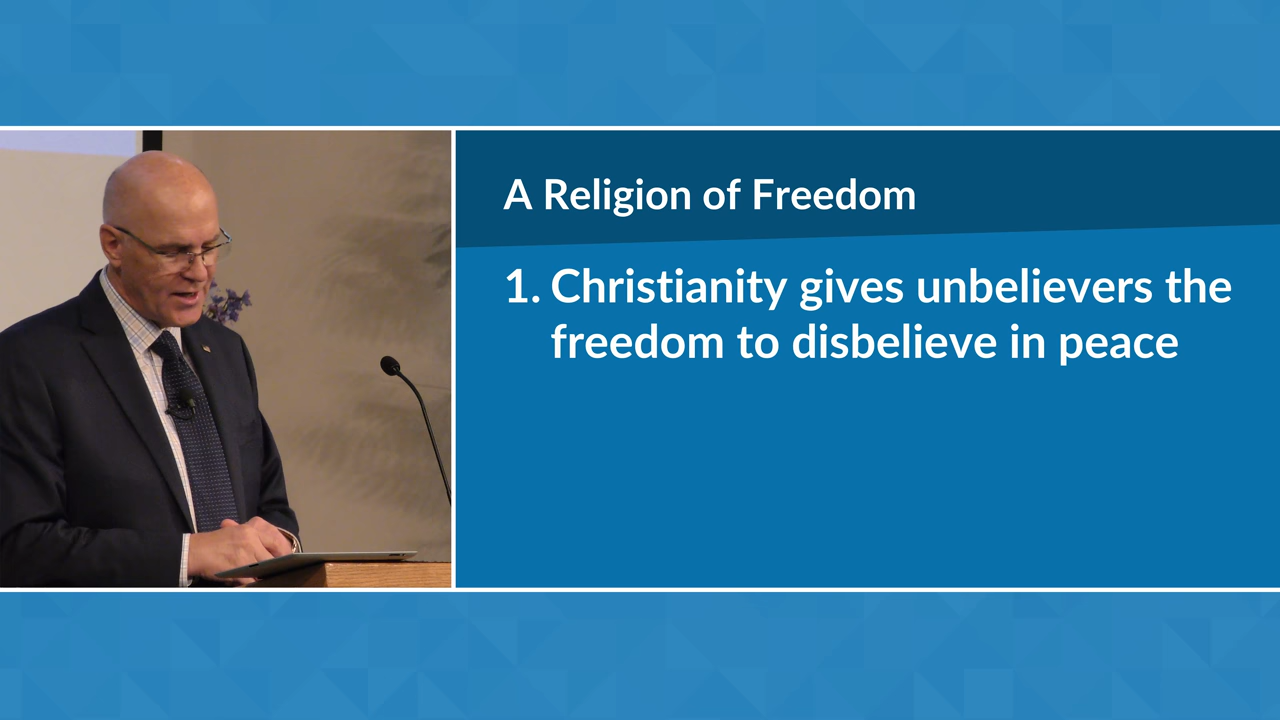 A Religion of Freedom
1. Christianity gives unbelievers the
freedom to disbelieve in peace